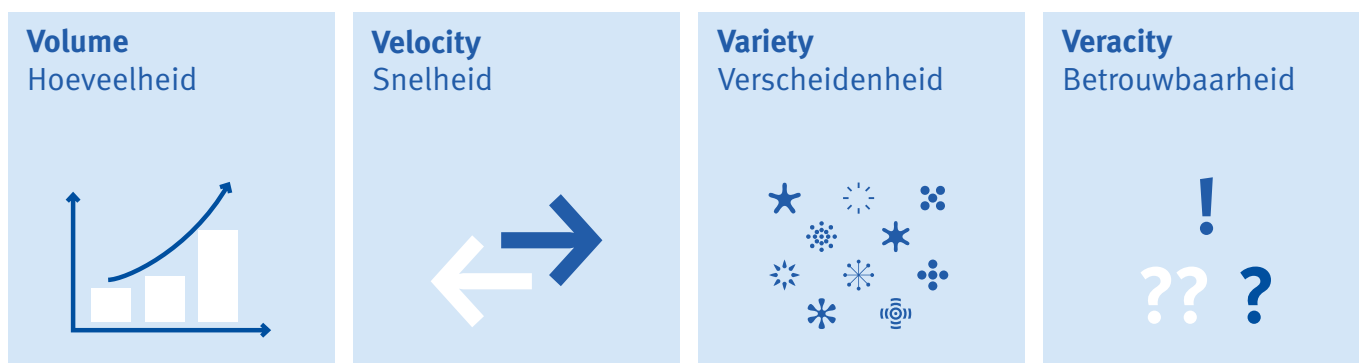 Volume
Hoeveelheid
Velocity
Snelheid
Variety
Verscheidenheid
Veracity
Betrouwbaarheid
!
?? ?